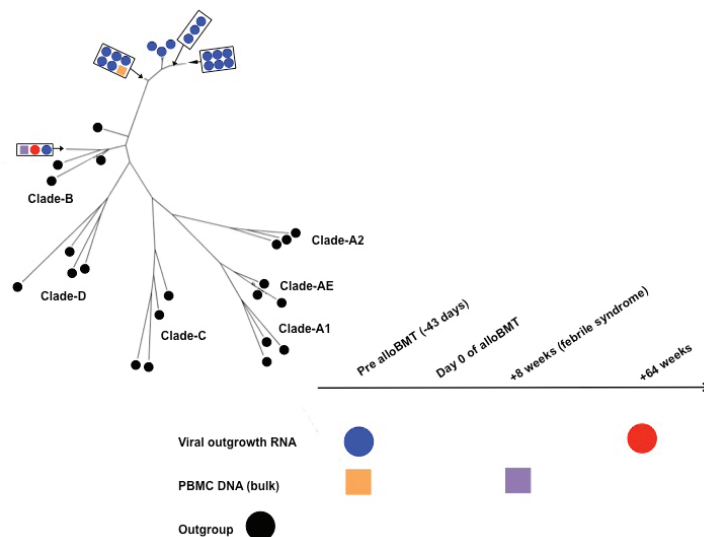 Clade-B
Clade-D
Clade-C
Clade-A2
Clade-AE
Clade-A1
Pre alloBMT (-43 days)
Day 0 of alloBMT
+8 weeks (febrile syndrome)
+64 weeks
Viral outgrowth RNA
PBMC DNA (bulk)
Outgroup